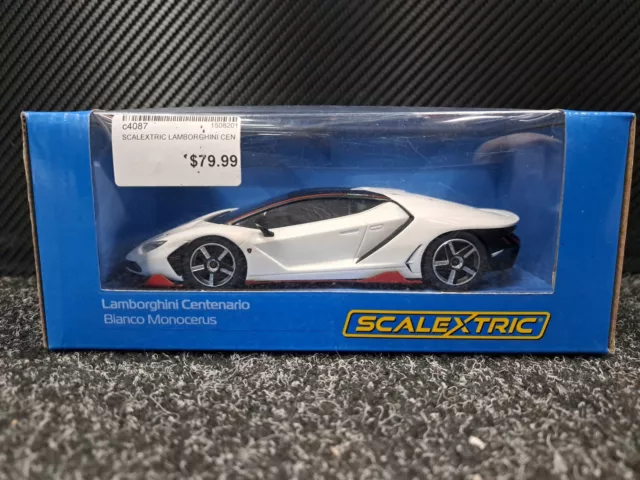 c4087 1508201
SCALEXTRIC LAMBORGHINI CEN
$79.99
Lamborghini Centenario
Bianco Monocerus
SCALEXTRIC